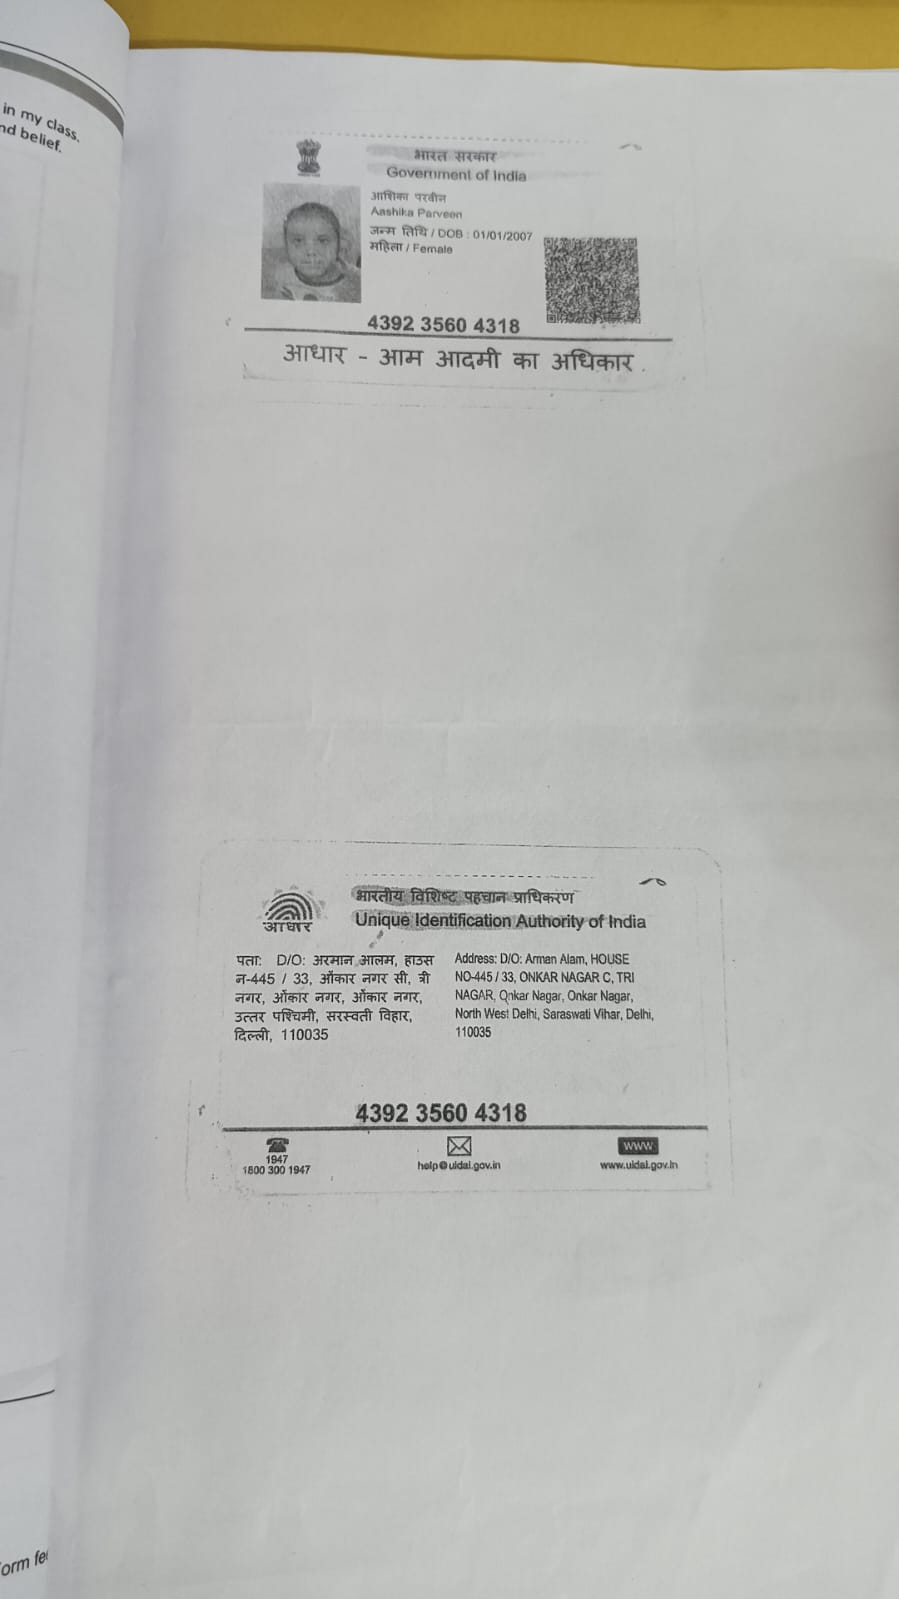 in my class.
nd belief.
भारत सरकार
Government of India
आशिका परवीन
Aashika Parveen
जन्म तिथि / DOB : 01/01/2007
महिला / Female
4392 3560 4318
आधार - आम आदमी का अधिकार
भारतीय विशिष्ट पहचान प्राधिकरण
Unique Identification Authority of India
आधार
पता: D/O: अरमान आलम, हाउस
न-445 / 33, ओंकार नगर सी, त्री
नगर, ओंकार नगर, ओंकार नगर,
उत्तर पश्चिमी, सरस्वती विहार,
दिल्ली, 110035
Address: D/O: Arman Alam, HOUSE
NO-445 / 33, ONKAR NAGAR C, TRI
NAGAR, Onkar Nagar, Onkar Nagar,
North West Delhi, Saraswati Vihar, Delhi,
110035
4392 3560 4318
1947
1800 300 1947
help@uidai.gov.in
www
www.uidai.gov.in
orm fe